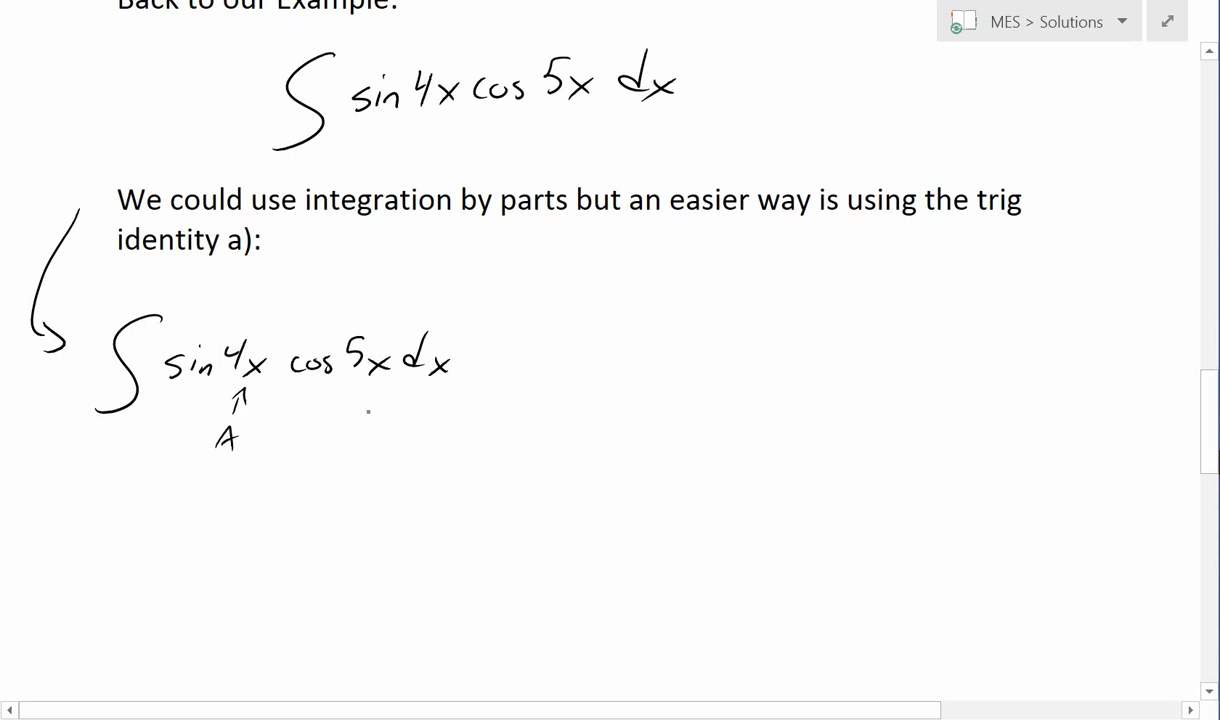 Back to our Example:
MES > Solutions
∫ sin 4x cos 5x dx
We could use integration by parts but an easier way is using the trig
identity a):
∫ sin 4x cos 5x dx
↑
A